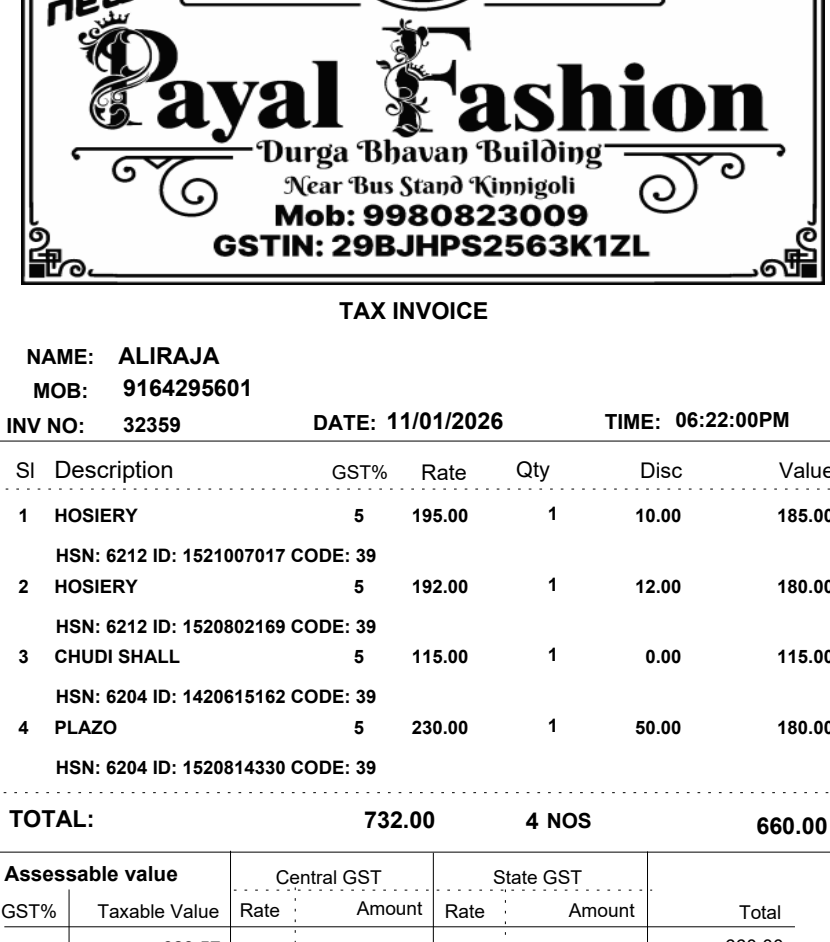 new
Payal Fashion
Durga Bhavan Building
Near Bus Stand Kinnigoli
Mob: 9980823009
GSTIN: 29BJHPS2563K1ZL
TAX INVOICE
NAME: ALIRAJA
MOB: 9164295601
INV NO: 32359 DATE: 11/01/2026 TIME: 06:22:00PM
Sl Description GST% Rate Qty Disc Value
1 HOSIERY 5 195.00 1 10.00 185.00
HSN: 6212 ID: 1521007017 CODE: 39
2 HOSIERY 5 192.00 1 12.00 180.00
HSN: 6212 ID: 1520802169 CODE: 39
3 CHUDI SHALL 5 115.00 1 0.00 115.00
HSN: 6204 ID: 1420615162 CODE: 39
4 PLAZO 5 230.00 1 50.00 180.00
HSN: 6204 ID: 1520814330 CODE: 39
TOTAL: 732.00 4 NOS 660.00
Assessable value Central GST State GST
GST% Taxable Value Rate Amount Rate Amount Total